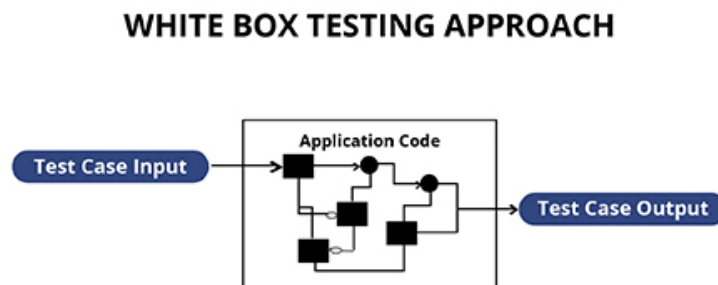 WHITE BOX TESTING APPROACH
Application Code
Test Case Input
Test Case Output